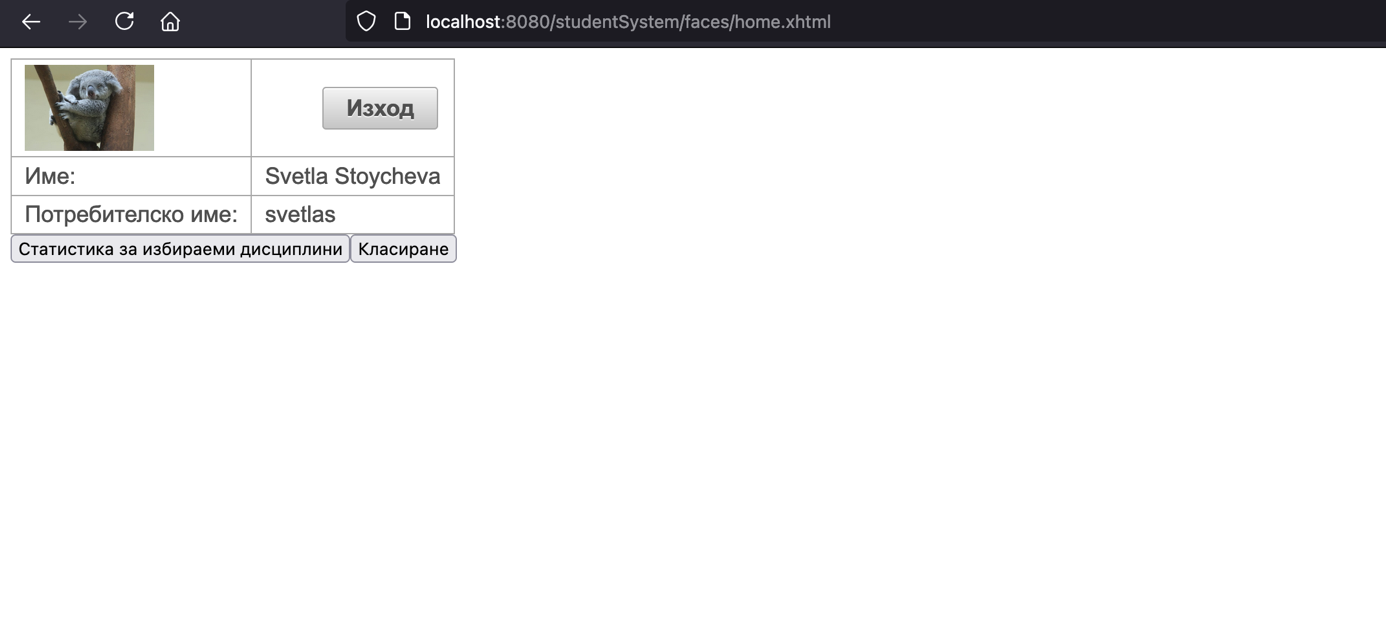 localhost:8080/studentSystem/faces/home.xhtml
Изход
Име: Svetla Stoycheva
Потребителско име: svetlas
Статистика за избираеми дисциплини Класиране